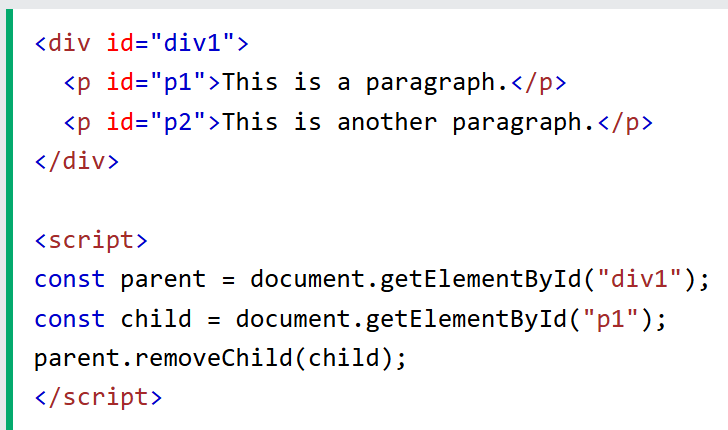 <div id="div1">
  <p id="p1">This is a paragraph.</p>
  <p id="p2">This is another paragraph.</p>
</div>

<script>
const parent = document.getElementById("div1");
const child = document.getElementById("p1");
parent.removeChild(child);
</script>